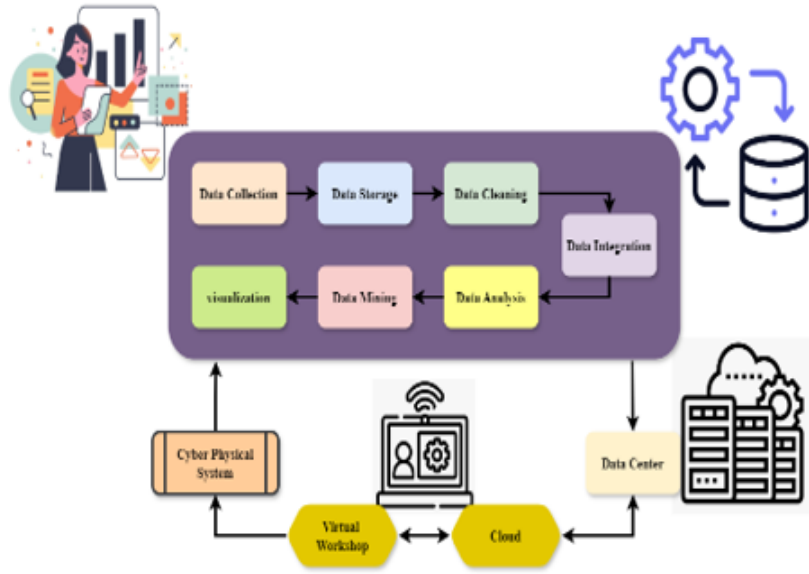 Data Collection
Data Storage
Data Cleaning
Data Integration
visualization
Data Mining
Data Analysis
Cyber Physical
System
Data Center
Virtual
Workshop
Cloud